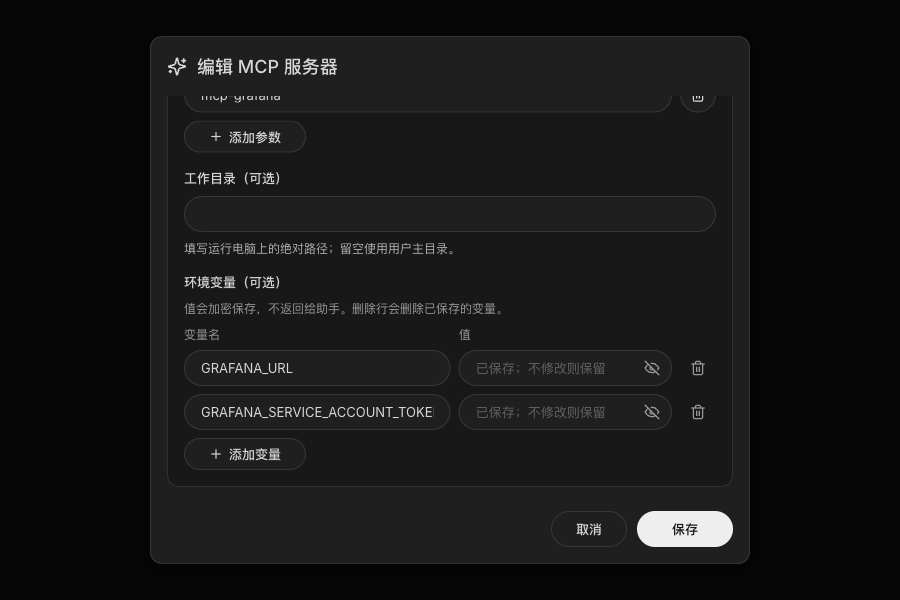 编辑 MCP 服务器
mcp-grafana
添加参数
工作目录（可选）
填写运行电脑上的绝对路径；留空使用用户主目录。
环境变量（可选）
值会加密保存，不返回给助手。删除行会删除已保存的变量。
变量名 值
GRAFANA_URL 已保存；不修改则保留
GRAFANA_SERVICE_ACCOUNT_TOKE 已保存；不修改则保留
添加变量
取消 保存